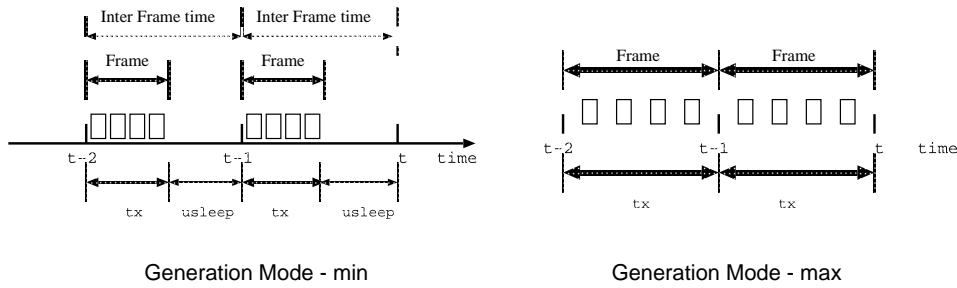 Inter Frame time Inter Frame time
Frame Frame
t-2 t-1 t time
tx usleep tx usleep
Generation Mode - min
Frame Frame
t-2 t-1 t time
tx tx
Generation Mode - max